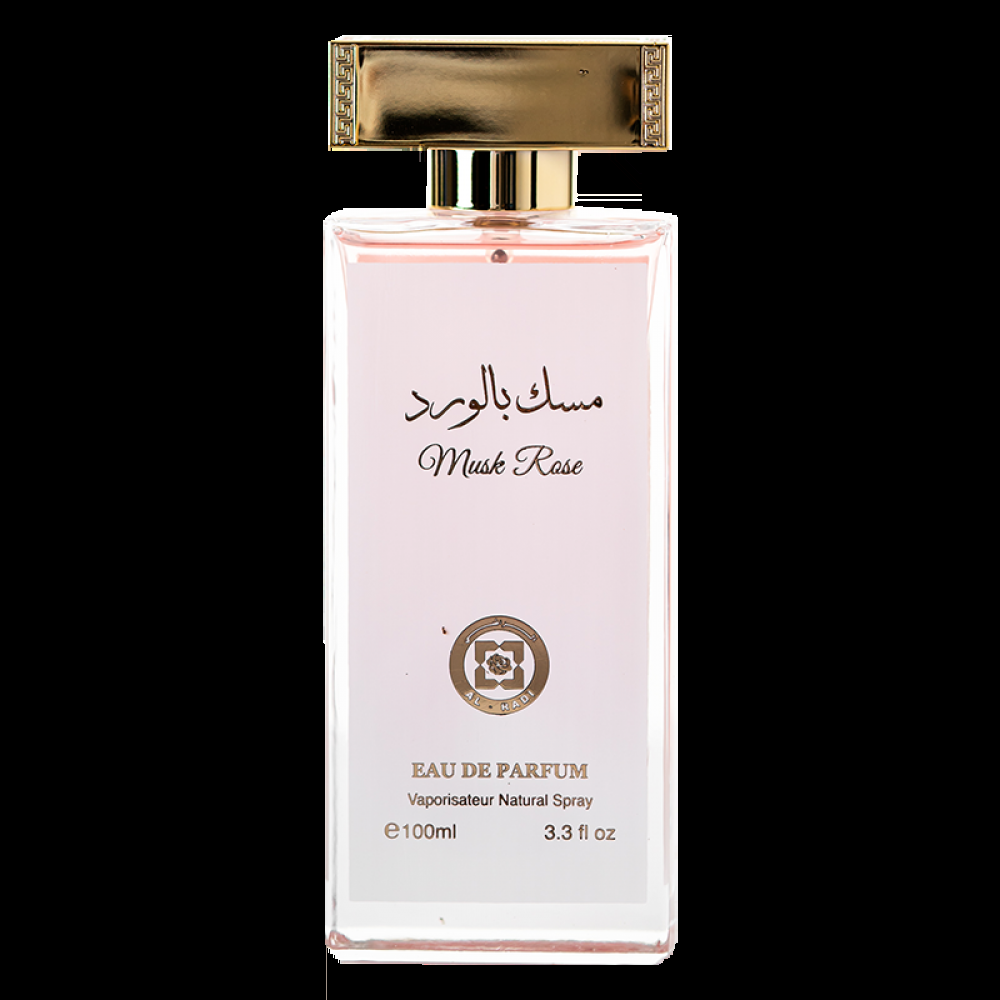 مسك بالورد
Musk Rose
AL • HADI
EAU DE PARFUM
Vaporisateur Natural Spray
℮100ml 3.3 fl oz